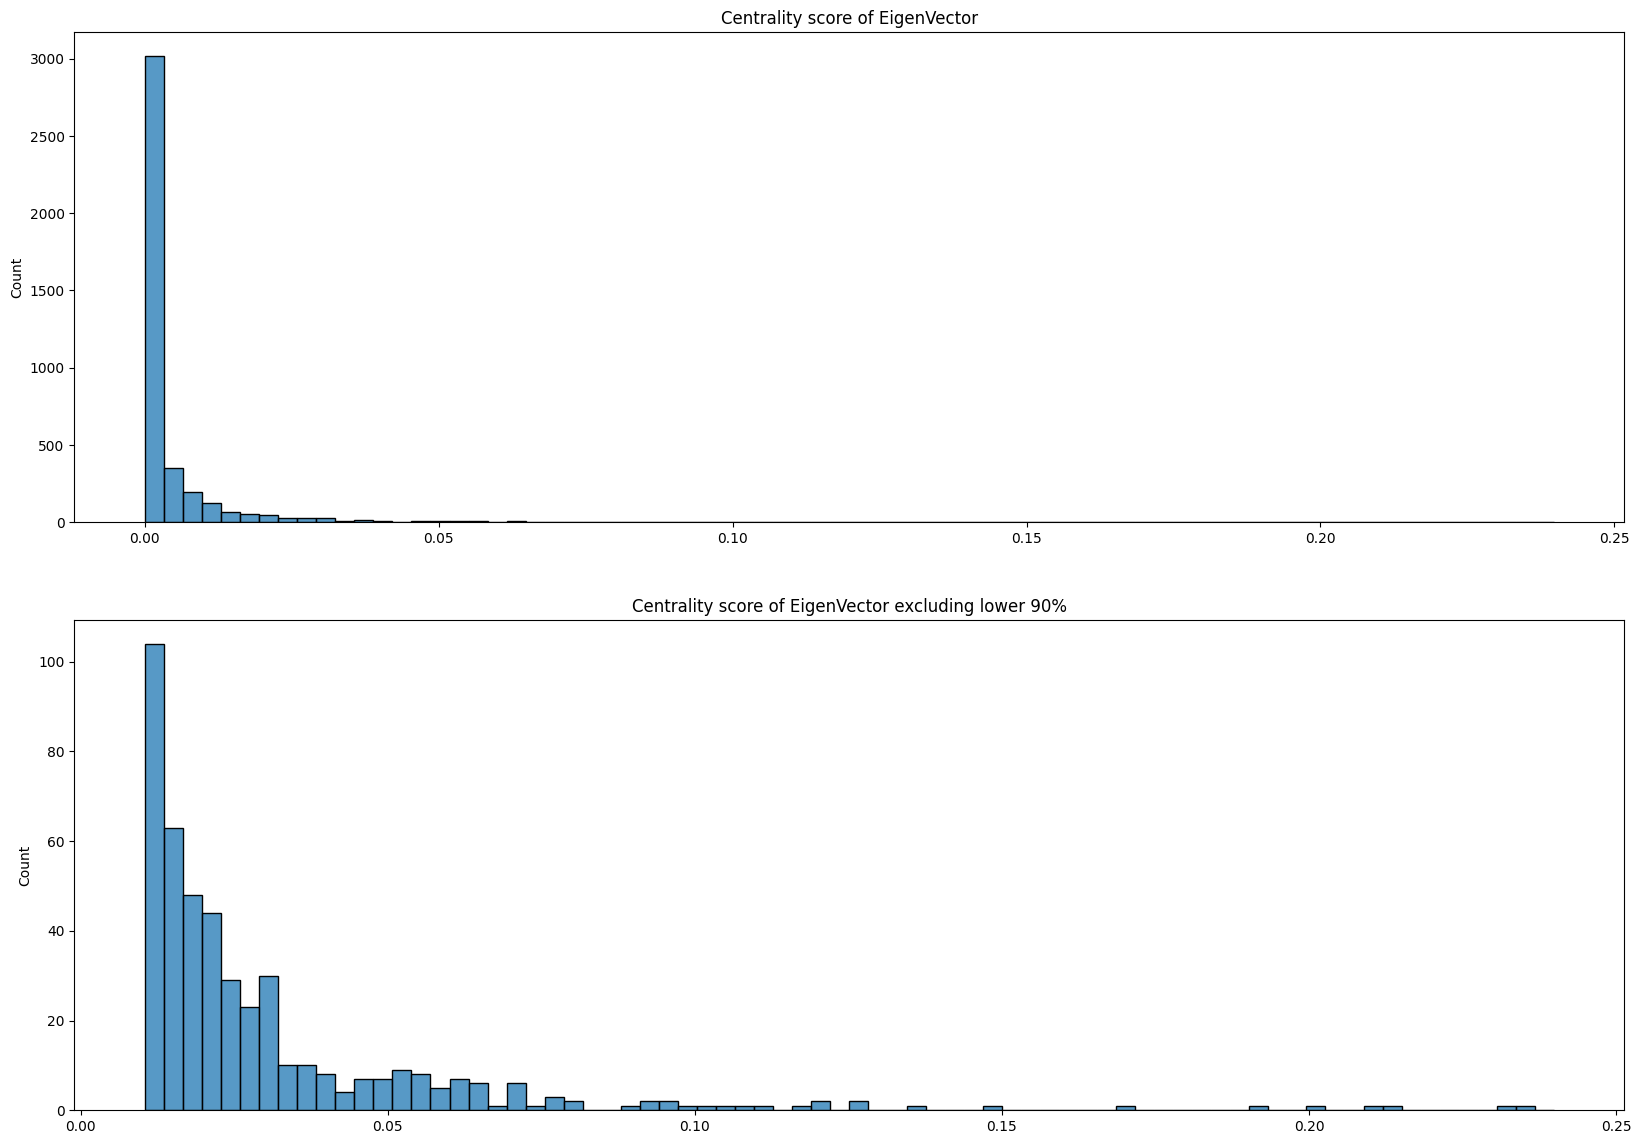 Centrality score of EigenVector
3000
2500
2000
1500
1000
500
0
Count
0.00 0.05 0.10 0.15 0.20 0.25
Centrality score of EigenVector excluding lower 90%
100
80
60
40
20
0
Count
0.00 0.05 0.10 0.15 0.20 0.25